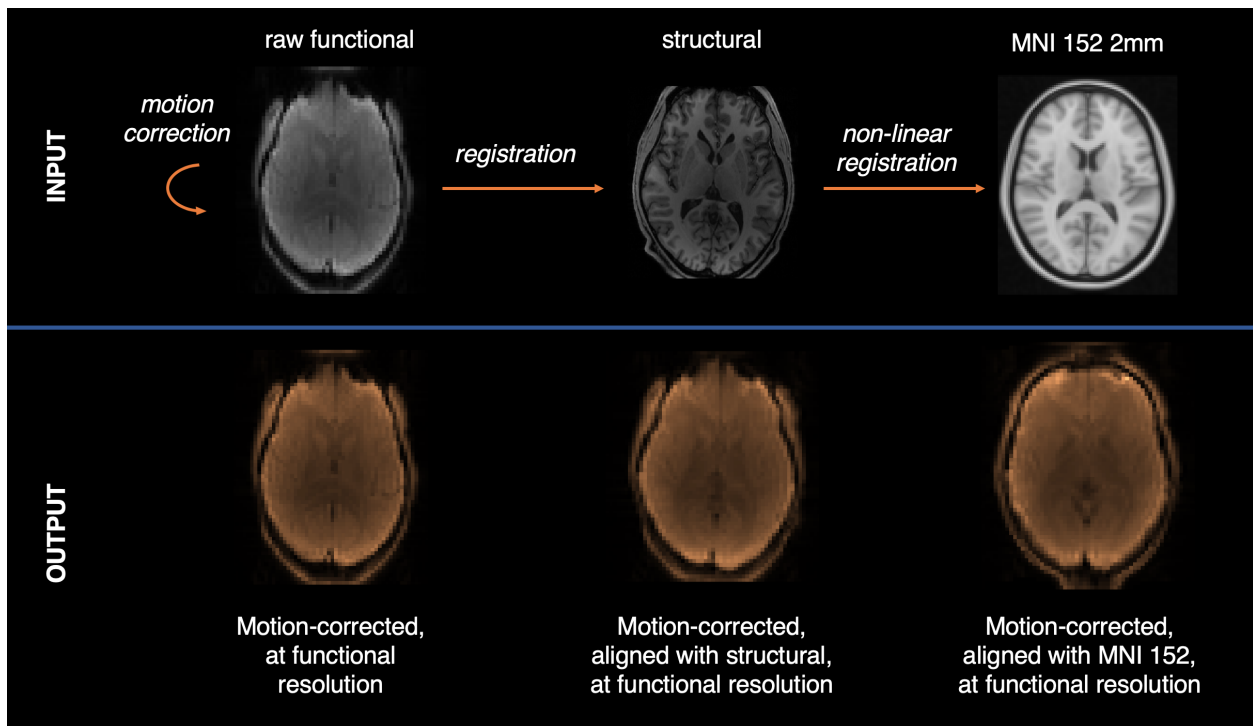 raw functional
structural
MNI 152 2mm
motion
correction
registration
non-linear
registration
INPUT
OUTPUT
Motion-corrected,
at functional
resolution
Motion-corrected,
aligned with structural,
at functional resolution
Motion-corrected,
aligned with MNI 152,
at functional resolution